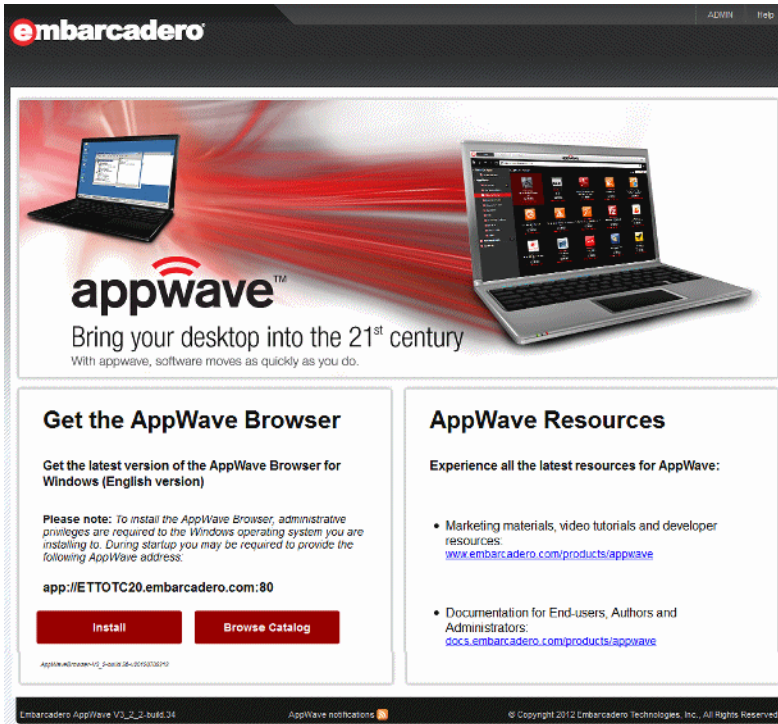 ADMIN Help
embarcadero®
appwave™
Bring your desktop into the 21st century
With appwave, software moves as quickly as you do.
Get the AppWave Browser
Get the latest version of the AppWave Browser for
Windows (English version)
Please note: To install the AppWave Browser, administrative
privileges are required to the Windows operating system you are
installing to. During startup you may be required to provide the
following AppWave address:
app://ETTOTC20.embarcadero.com:80
Install Browse Catalog
AppWave Resources
Experience all the latest resources for AppWave:
• Marketing materials, video tutorials and developer
resources:
www.embarcadero.com/products/appwave
• Documentation for End-users, Authors and
Administrators:
docs.embarcadero.com/products/appwave
Embarcadero AppWave V3_2_2-build.34 AppWave notifications © Copyright 2012 Embarcadero Technologies, Inc., All Rights Reserved